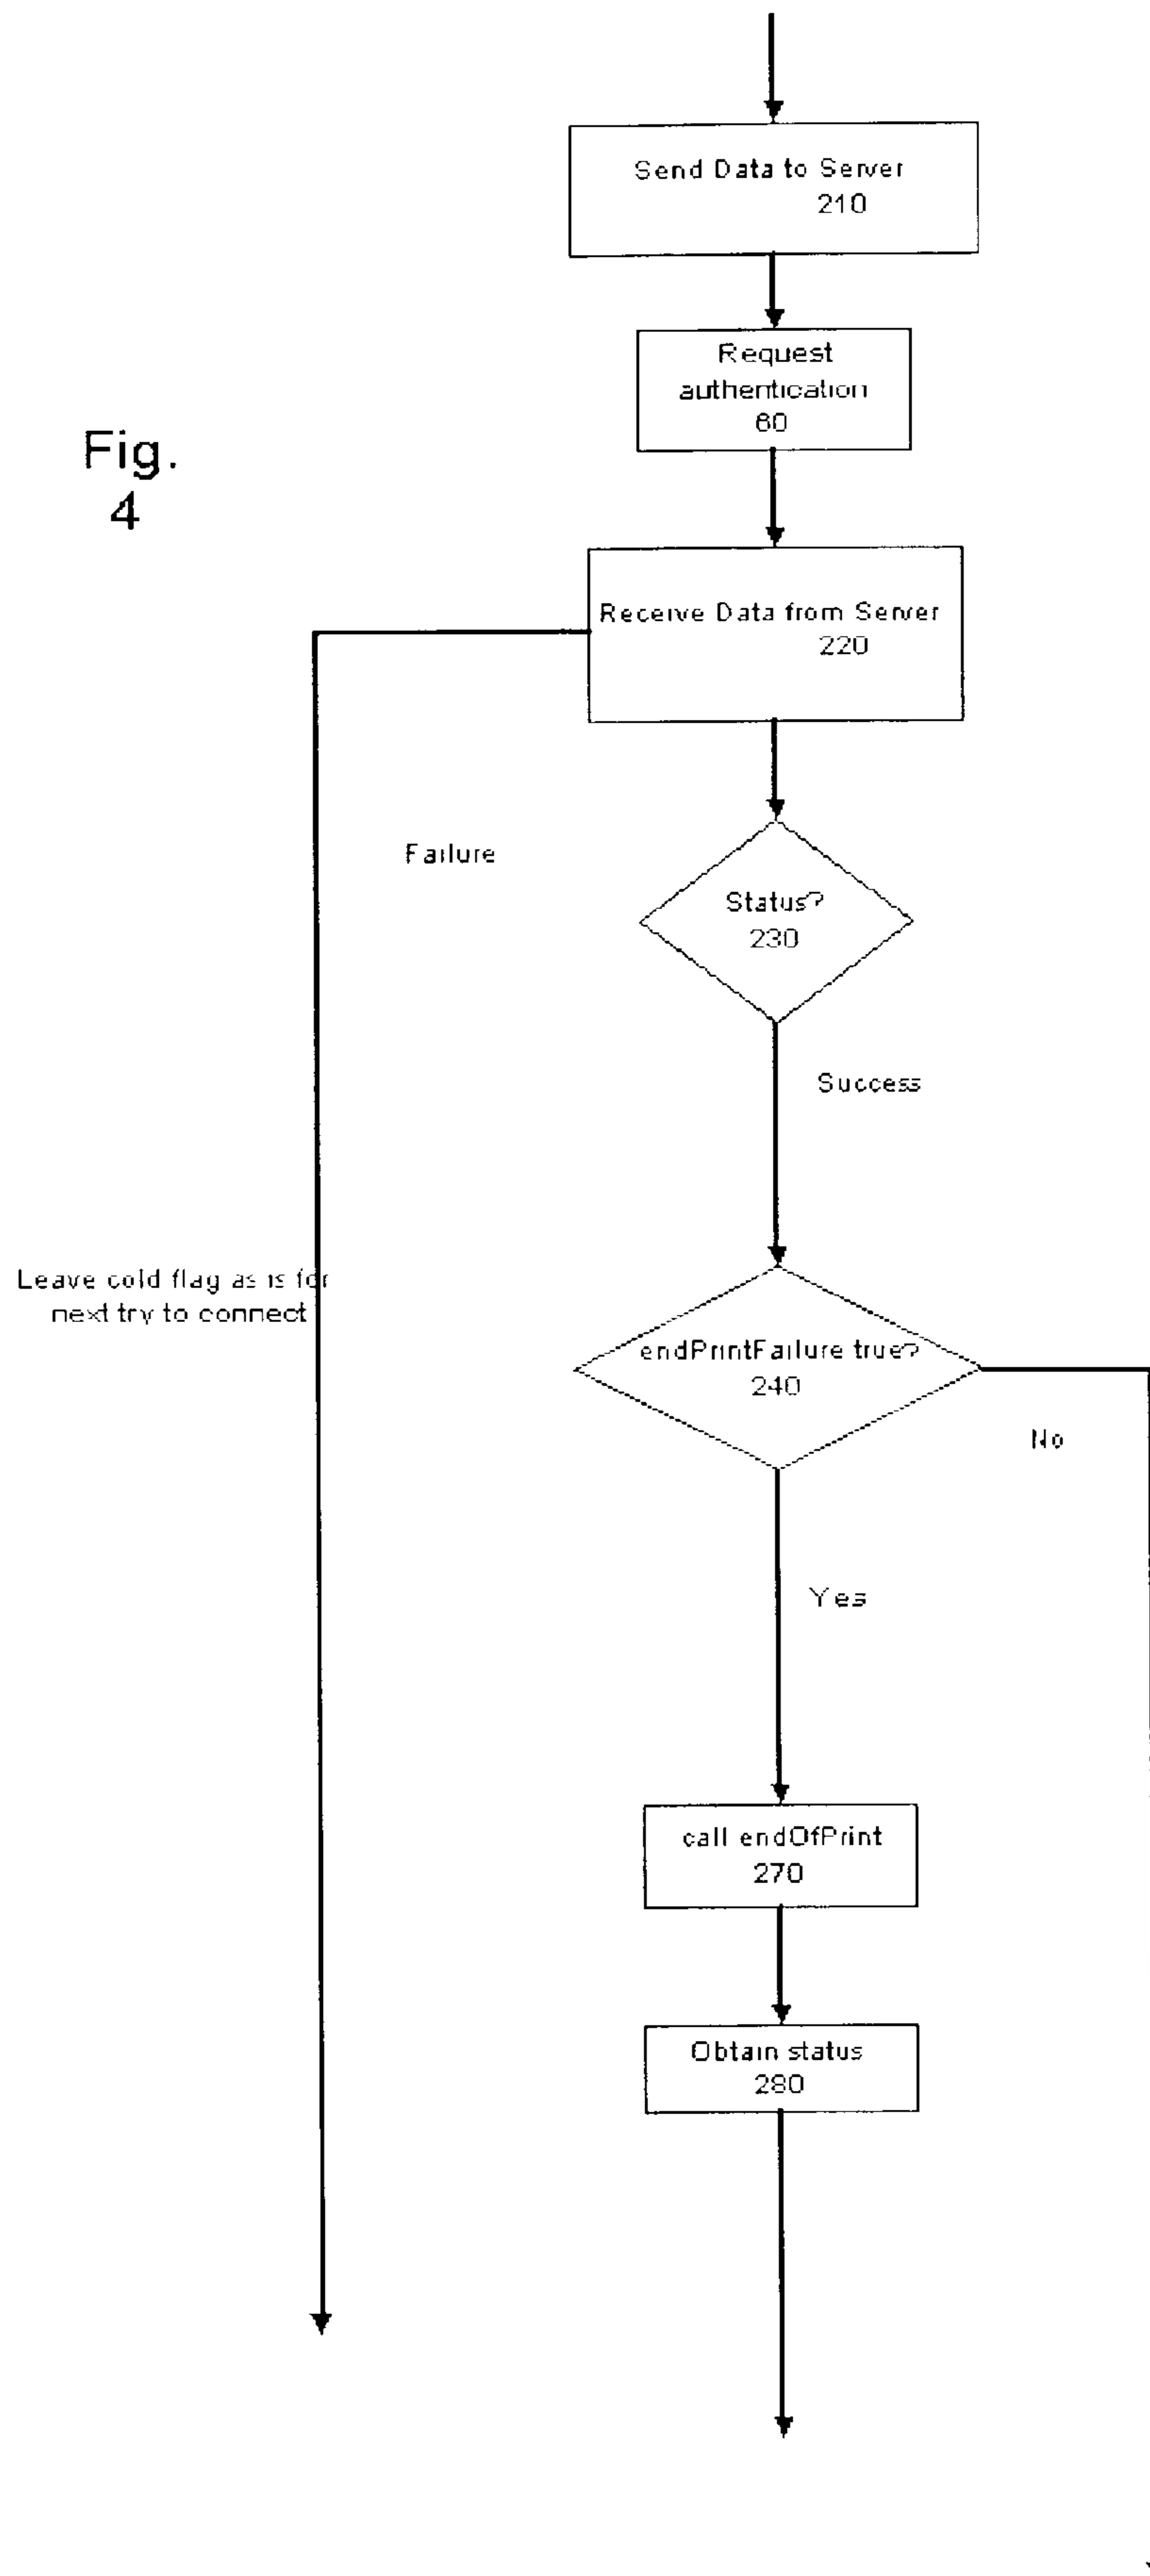 Send Data to Server
210
Request
authentication
60
Fig.
4
Receive Data from Server
220
Failure
Status?
230
Success
Leave cold flag as is for
next try to connect
endPrintFailure true?
240
No
Yes
call endOfPrint
270
Obtain status
280